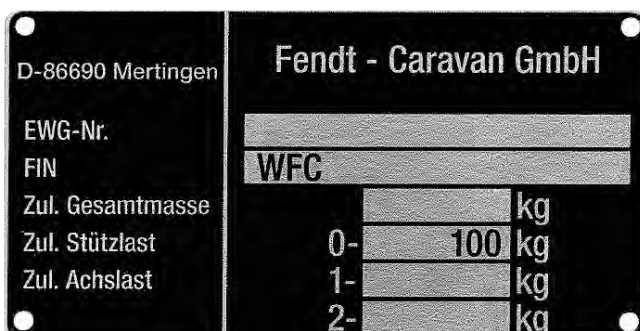 Fendt - Caravan GmbH
D-86690 Mertingen
EWG-Nr.
FIN WFC
Zul. Gesamtmasse kg
Zul. Stützlast 0- 100 kg
Zul. Achslast 1- kg
2- kg